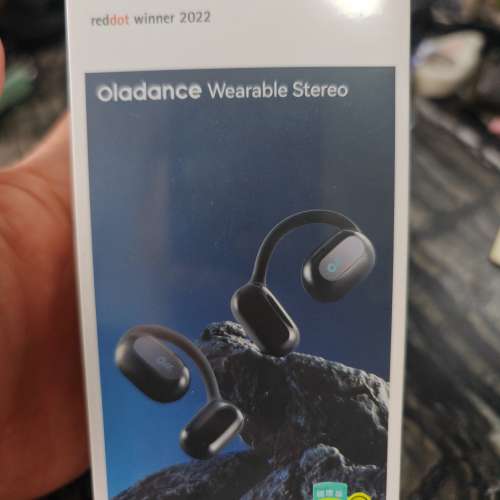 reddot winner 2022
oladance Wearable Stereo